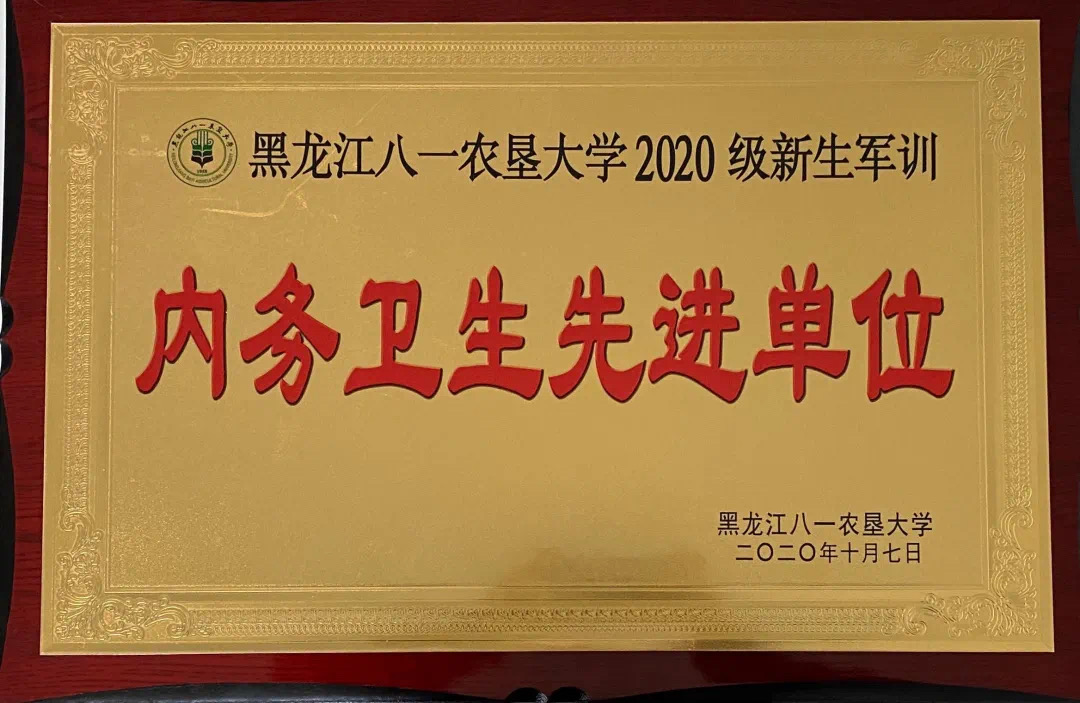 黑龙江八一农垦大学2020级新生军训
内务卫生先进单位
黑龙江八一农垦大学
二〇二〇年十月七日